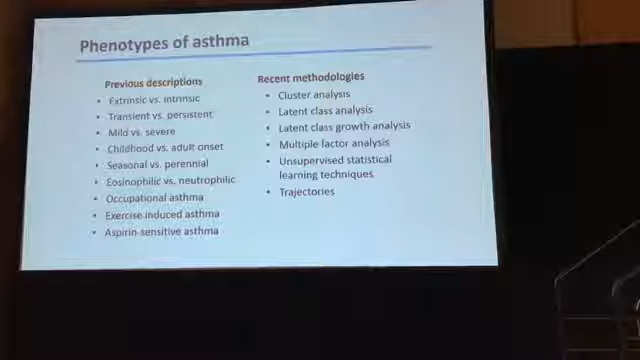 Phenotypes of asthma
Previous descriptions
• Extrinsic vs. intrinsic
• Transient vs. persistent
• Mild vs. severe
• Childhood vs. adult onset
• Seasonal vs. perennial
• Eosinophilic vs. neutrophilic
• Occupational asthma
• Exercise induced asthma
• Aspirin-sensitive asthma
Recent methodologies
• Cluster analysis
• Latent class analysis
• Latent class growth analysis
• Multiple factor analysis
• Unsupervised statistical
learning techniques
• Trajectories